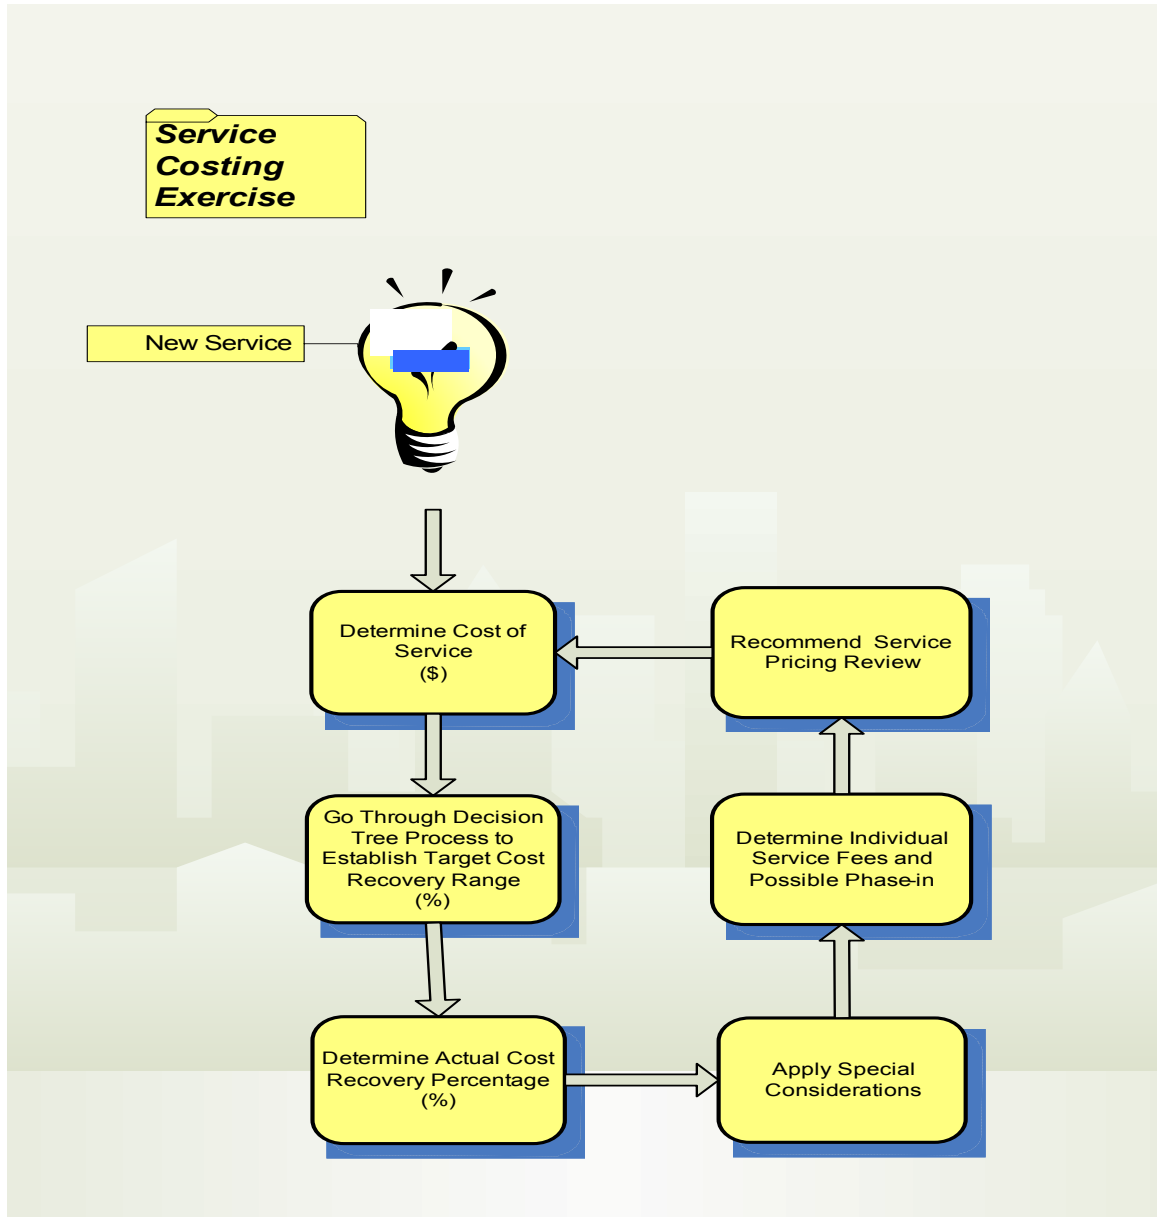 Service
Costing
Exercise
New Service
Determine Cost of
Service
($)
Go Through Decision
Tree Process to
Establish Target Cost
Recovery Range
(%)
Determine Actual Cost
Recovery Percentage
(%)
Apply Special
Considerations
Determine Individual
Service Fees and
Possible Phase-in
Recommend Service
Pricing Review